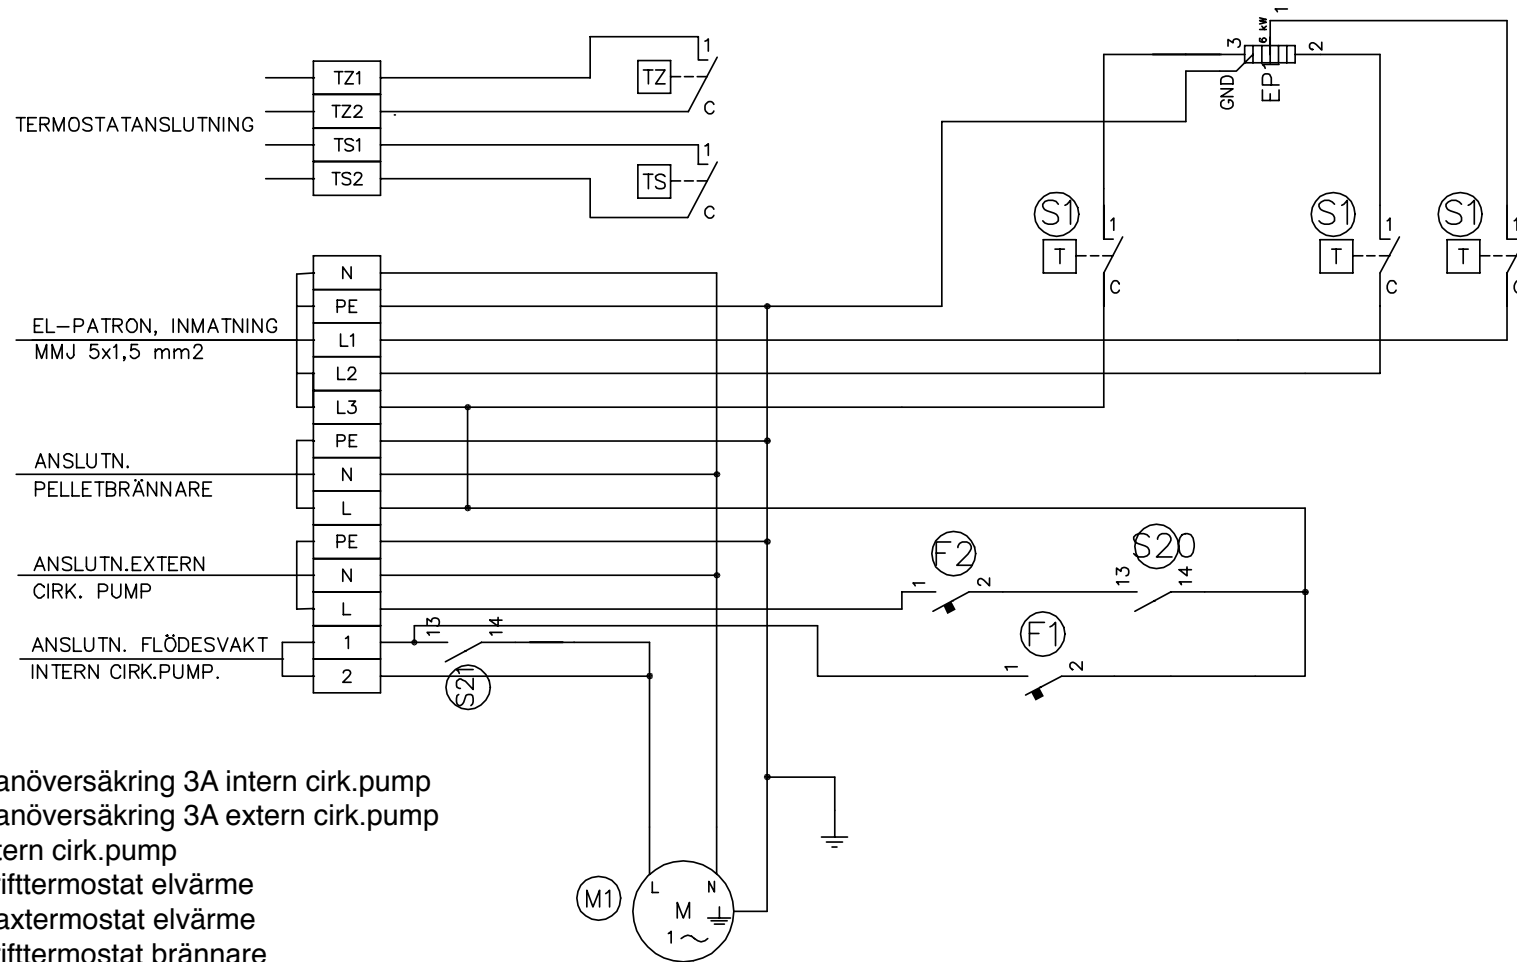 TERMOSTATANSLUTNING
TZ1
TZ2
TS1
TS2
TZ
1
C
TS
1
C
3
6 kW
1
2
GND
EP1
S1
T
1
C
S1
T
1
C
S1
T
1
C
EL-PATRON, INMATNING
MMJ 5x1,5 mm2
N
PE
L1
L2
L3
ANSLUTN.
PELLETBRÄNNARE
PE
N
L
ANSLUTN.EXTERN
CIRK. PUMP
PE
N
L
ANSLUTN. FLÖDESVAKT
INTERN CIRK.PUMP.
1
2
13
14
S21
F2
1
2
S20
13
14
F1
1
2
M1
L
N
M
1
anöversäkring 3A intern cirk.pump
anöversäkring 3A extern cirk.pump
tern cirk.pump
ifttermostat elvärme
axtermostat elvärme
ifttermostat brännare